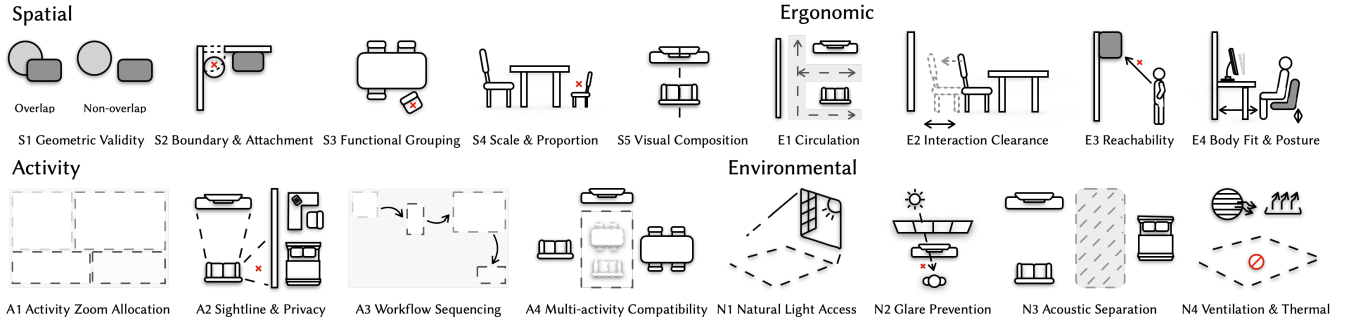 Spatial
Ergonomic
Overlap
Non-overlap
S1 Geometric Validity
S2 Boundary & Attachment
S3 Functional Grouping
S4 Scale & Proportion
S5 Visual Composition
E1 Circulation
E2 Interaction Clearance
E3 Reachability
E4 Body Fit & Posture
Activity
Environmental
A1 Activity Zoom Allocation
A2 Sightline & Privacy
A3 Workflow Sequencing
A4 Multi-activity Compatibility
N1 Natural Light Access
N2 Glare Prevention
N3 Acoustic Separation
N4 Ventilation & Thermal